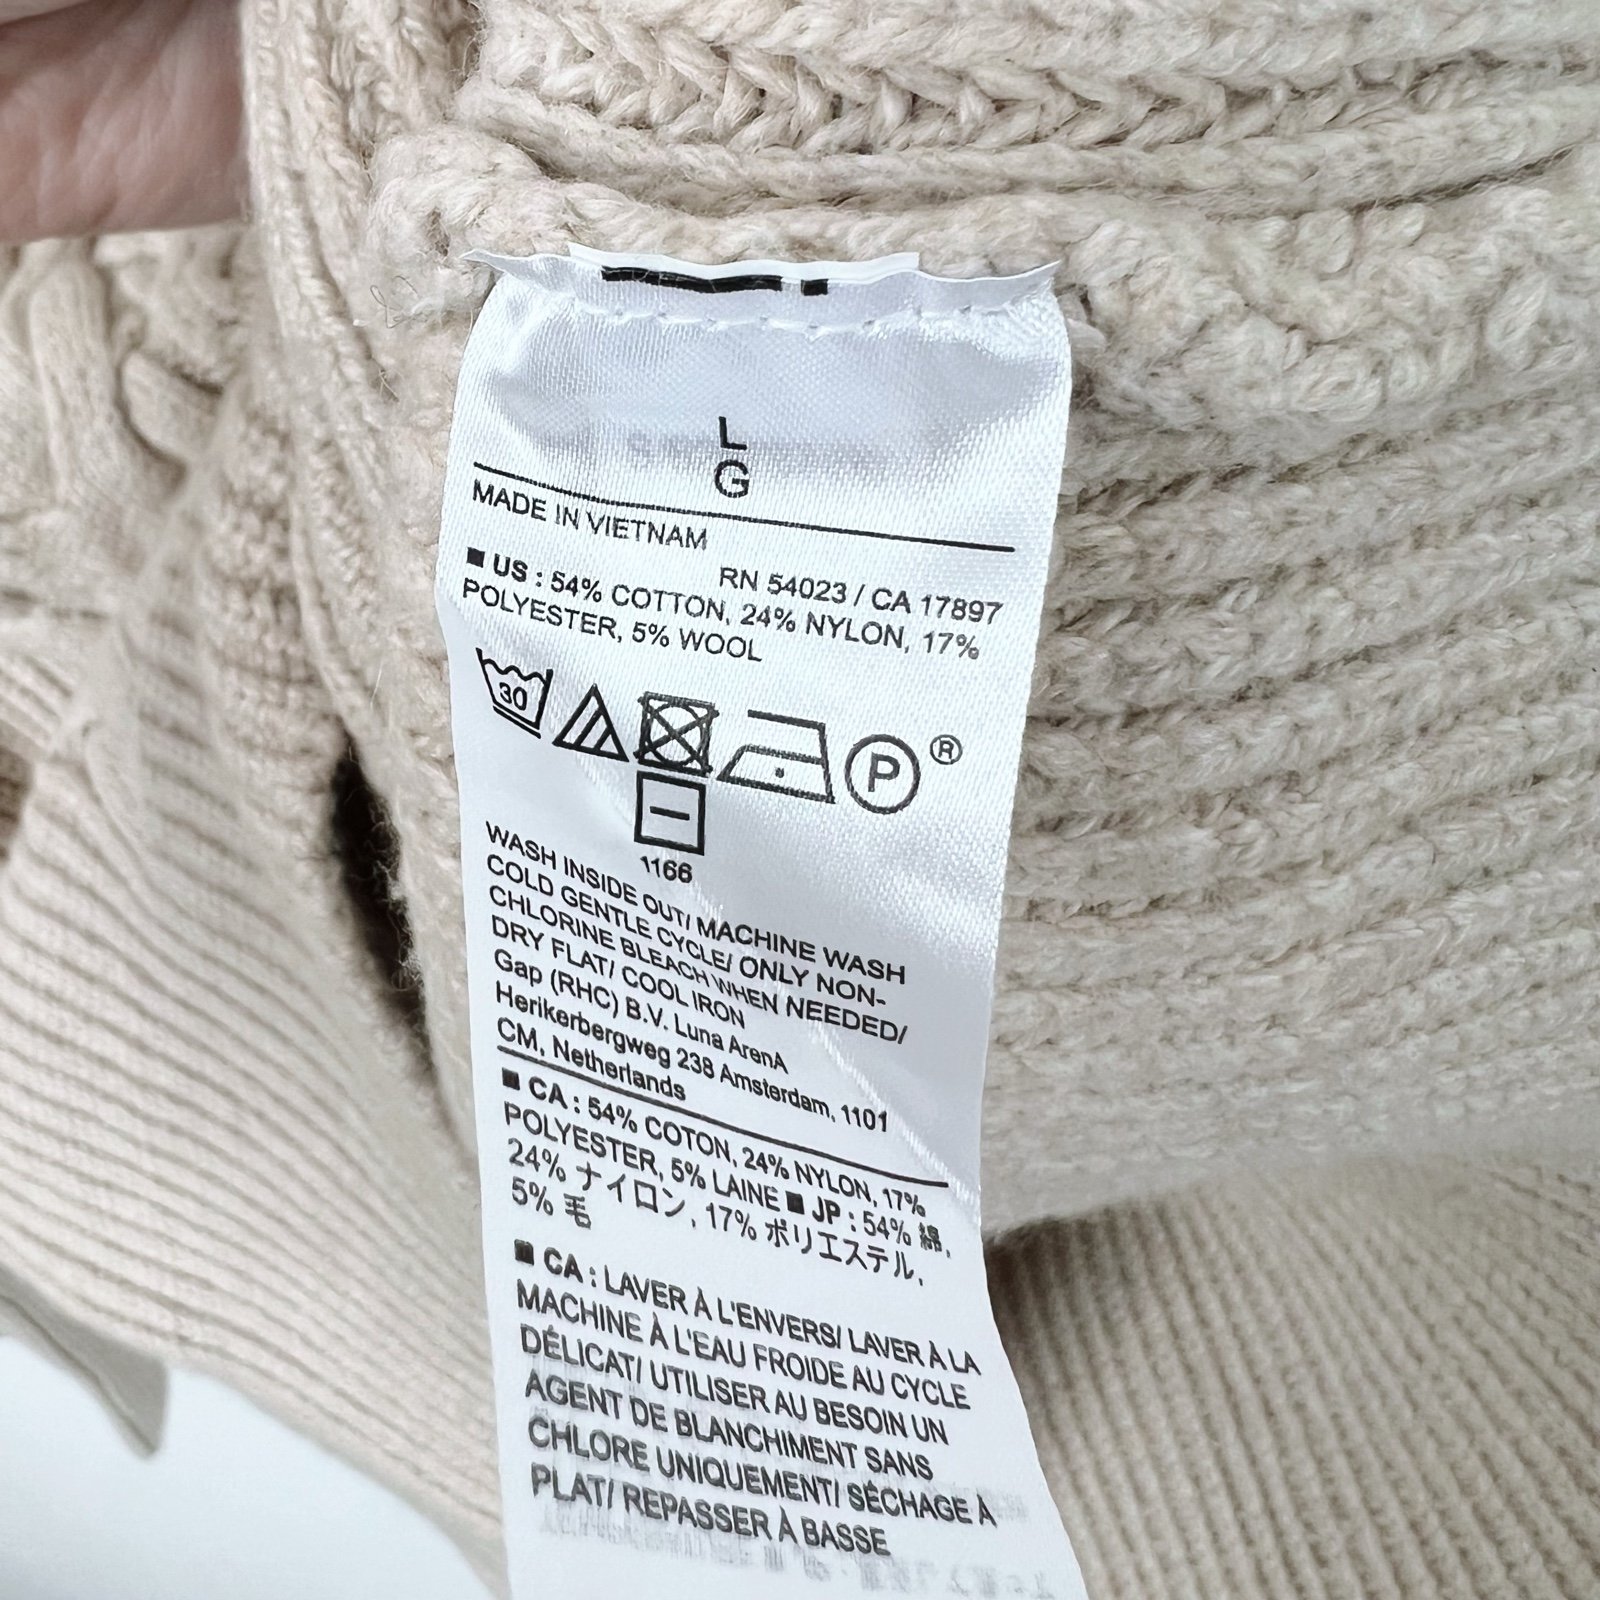 L
G
MADE IN VIETNAM
RN 54023 / CA 17897
■ US : 54% COTTON, 24% NYLON, 17%
POLYESTER, 5% WOOL
30
P ®
1166
WASH INSIDE OUT/ MACHINE WASH
COLD GENTLE CYCLE/ ONLY NON-
CHLORINE BLEACH WHEN NEEDED/
DRY FLAT/ COOL IRON
Gap (RHC) B.V. Luna ArenA
Herikerbergweg 238 Amsterdam, 1101
CM, Netherlands
■ CA : 54% COTON, 24% NYLON, 17%
POLYESTER, 5% LAINE ■ JP : 54% 綿,
24% ナイロン, 17% ポリエステル,
5% 毛
■ CA : LAVER À L'ENVERS/ LAVER À LA
MACHINE À L'EAU FROIDE AU CYCLE
DÉLICAT/ UTILISER AU BESOIN UN
AGENT DE BLANCHIMENT SANS
CHLORE UNIQUEMENT/ SÉCHAGE À
PLAT/ REPASSER À BASSE